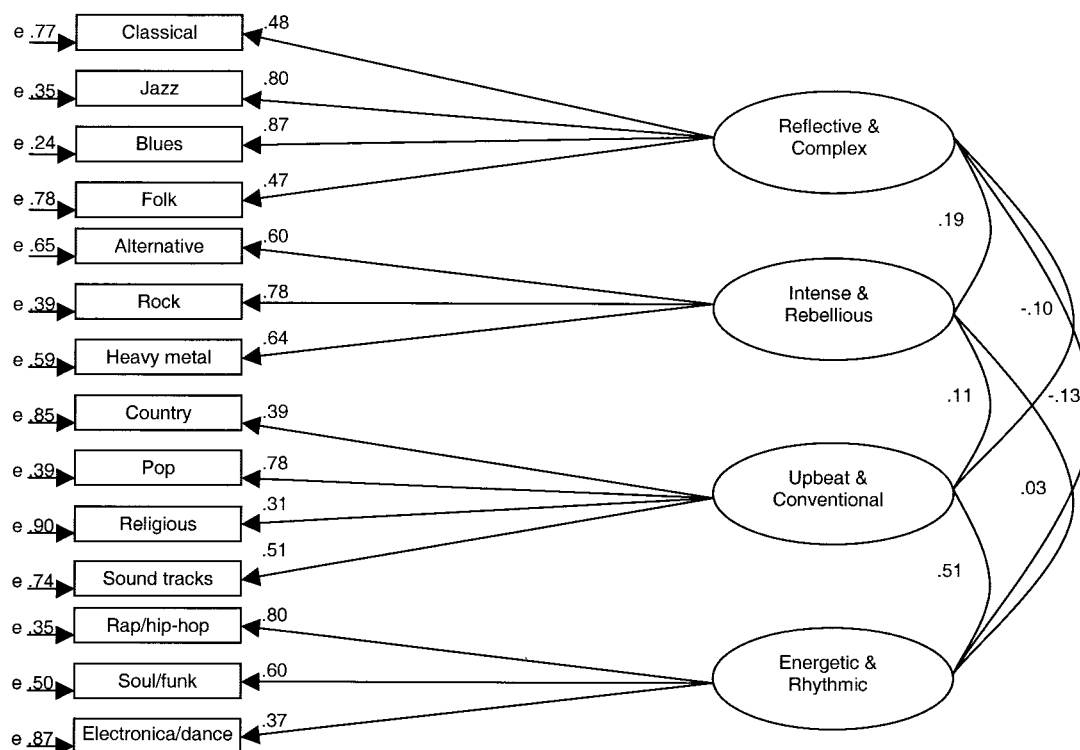 e .77 Classical .48
e .35 Jazz .80
e .24 Blues .87
e .78 Folk .47
e .65 Alternative .60
e .39 Rock .78
e .59 Heavy metal .64
e .85 Country .39
e .39 Pop .78
e .90 Religious .31
e .74 Sound tracks .51
e .35 Rap/hip-hop .80
e .50 Soul/funk .60
e .87 Electronica/dance .37
Reflective &
Complex
.19
Intense &
Rebellious
-.10
.11
-.13
Upbeat &
Conventional
.03
.51
Energetic &
Rhythmic